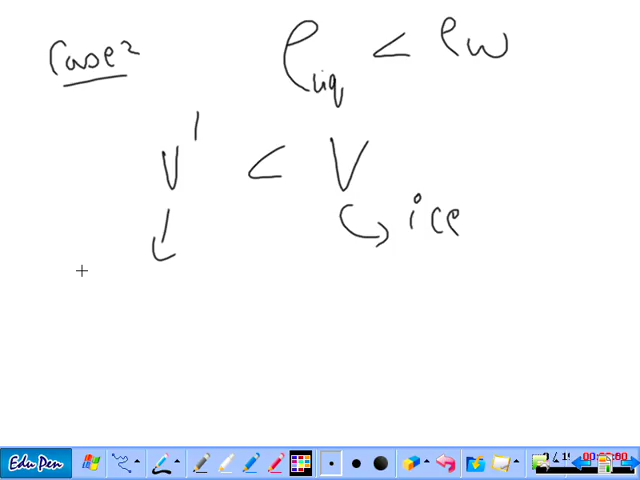 Case 2
ρliq < ρw
V' < V
ice
Edu Pen